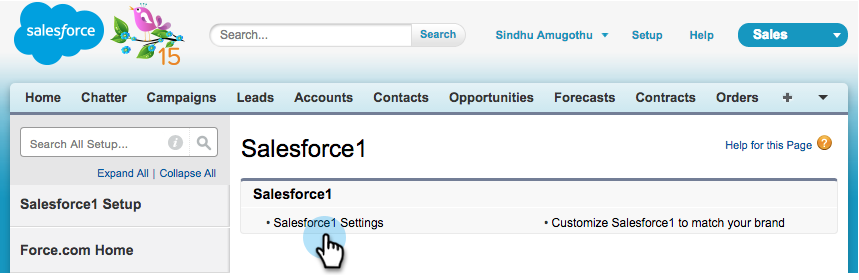 salesforce
15
Search...
Search
Sindhu Amugothu
Setup
Help
Sales
Home Chatter Campaigns Leads Accounts Contacts Opportunities Forecasts Contracts Orders +
Search All Setup...
i
Expand All | Collapse All
Salesforce1 Setup
Force.com Home
Salesforce1
Help for this Page ?
Salesforce1
• Salesforce1 Settings
• Customize Salesforce1 to match your brand